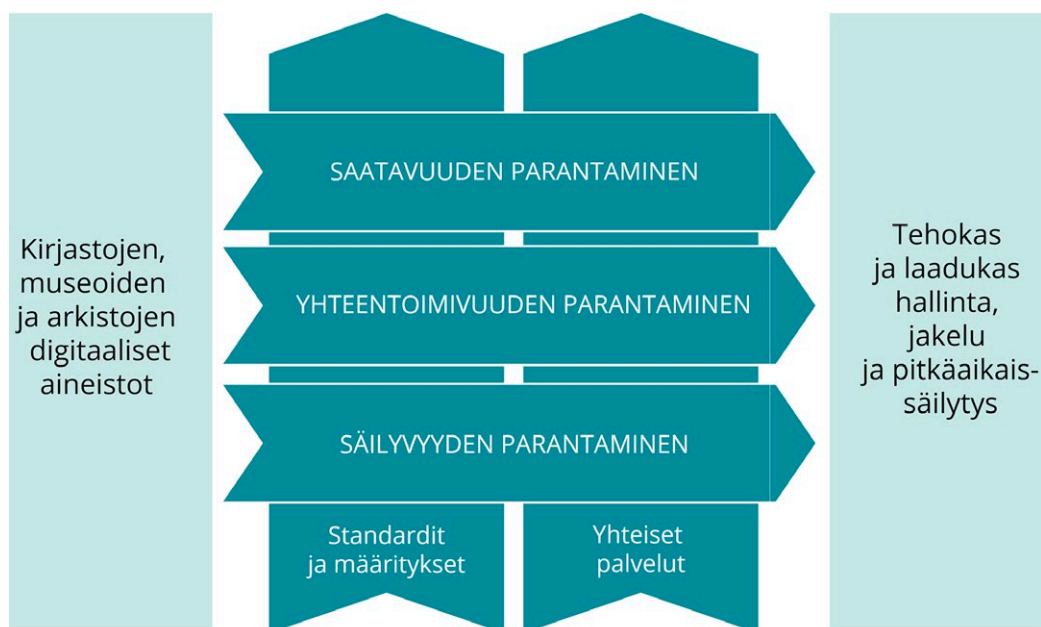 Kirjastojen,
museoiden
ja arkistojen
digitaaliset
aineistot
SAATAVUUDEN PARANTAMINEN
YHTEENTOIMIVUUDEN PARANTAMINEN
SÄILYVYYDEN PARANTAMINEN
Standardit
ja määritykset
Yhteiset
palvelut
Tehokas
ja laadukas
hallinta,
jakelu
ja pitkäaikais-
säilytys